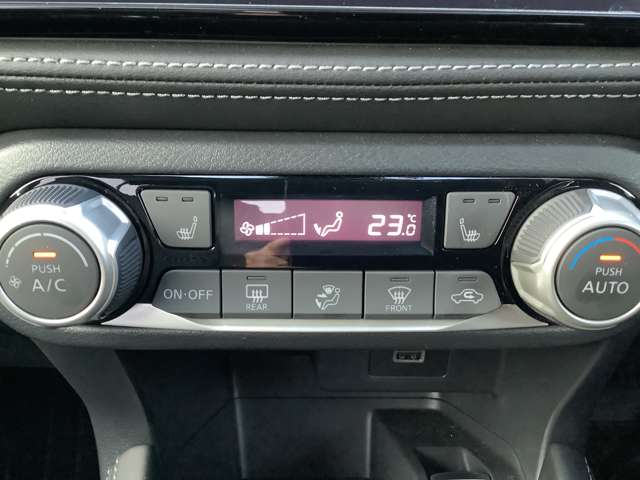 23.0°C
PUSH
A/C
ON·OFF
REAR
FRONT
PUSH
AUTO